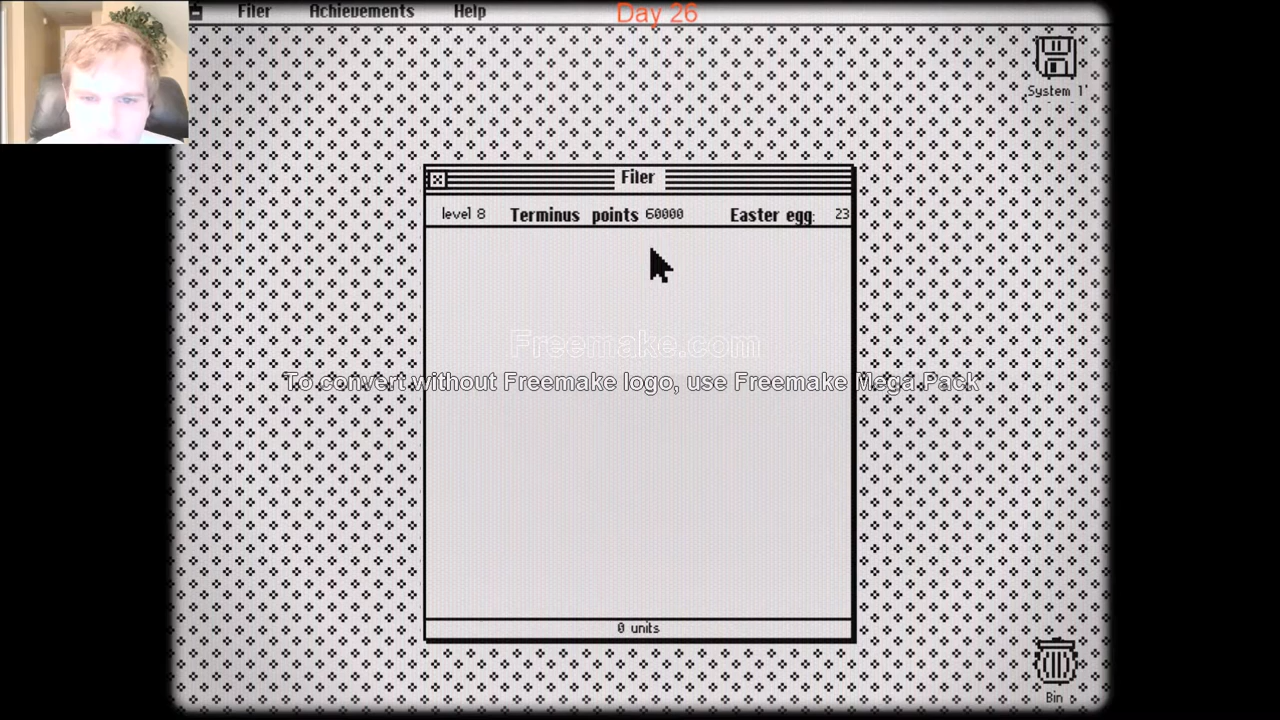 Filer Achievements Help
Day 26
System 1'
Filer
level 8 Terminus points 60000 Easter egg: 23
Freemake.com
To convert without Freemake logo, use Freemake Mega Pack
0 units
Bin